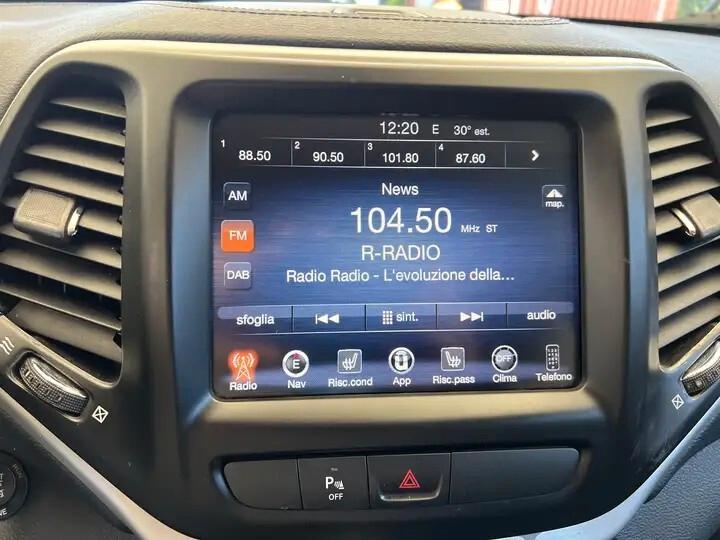 12:20 E 30° est.
1 88.50 2 90.50 3 101.80 4 87.60
AM News map.
FM 104.50 MHz ST
R-RADIO
DAB Radio Radio - L'evoluzione della...
sfoglia sint. audio
E OFF
Radio Nav Risc.cond App Risc.pass Clima Telefono
P
OFF